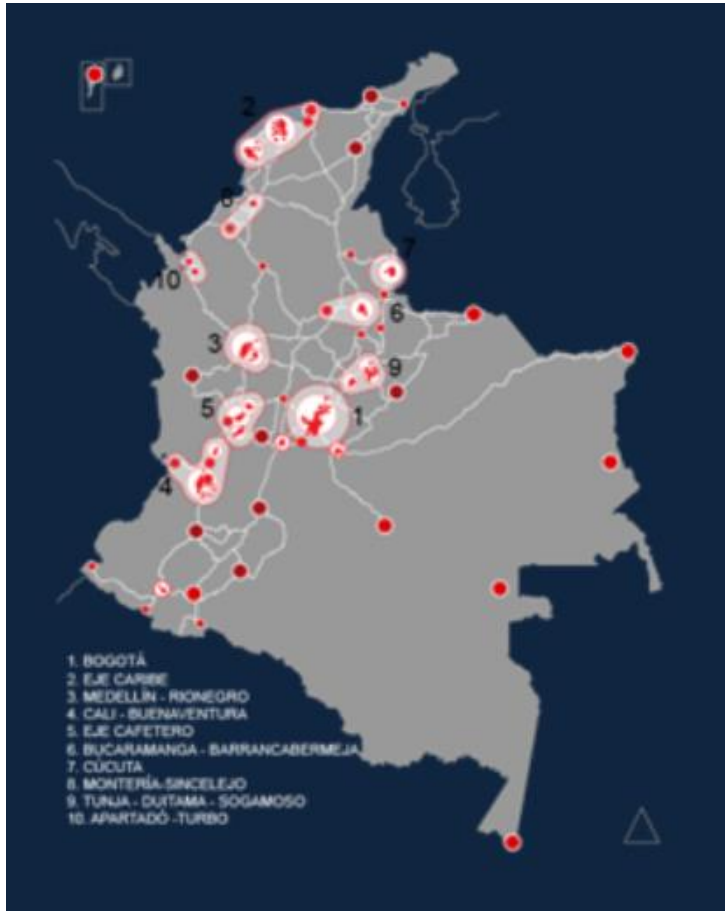 2
8
7
10
6
3
9
5
1
4
1. BOGOTÁ
2. EJE CARIBE
3. MEDELLÍN - RIONEGRO
4. CALI - BUENAVENTURA
5. EJE CAFETERO
6. BUCARAMANGA - BARRANCABERMEJA
7. CÚCUTA
8. MONTERÍA-SINCELEJO
9. TUNJA - DUITAMA - SOGAMOSO
10. APARTADÓ -TURBO